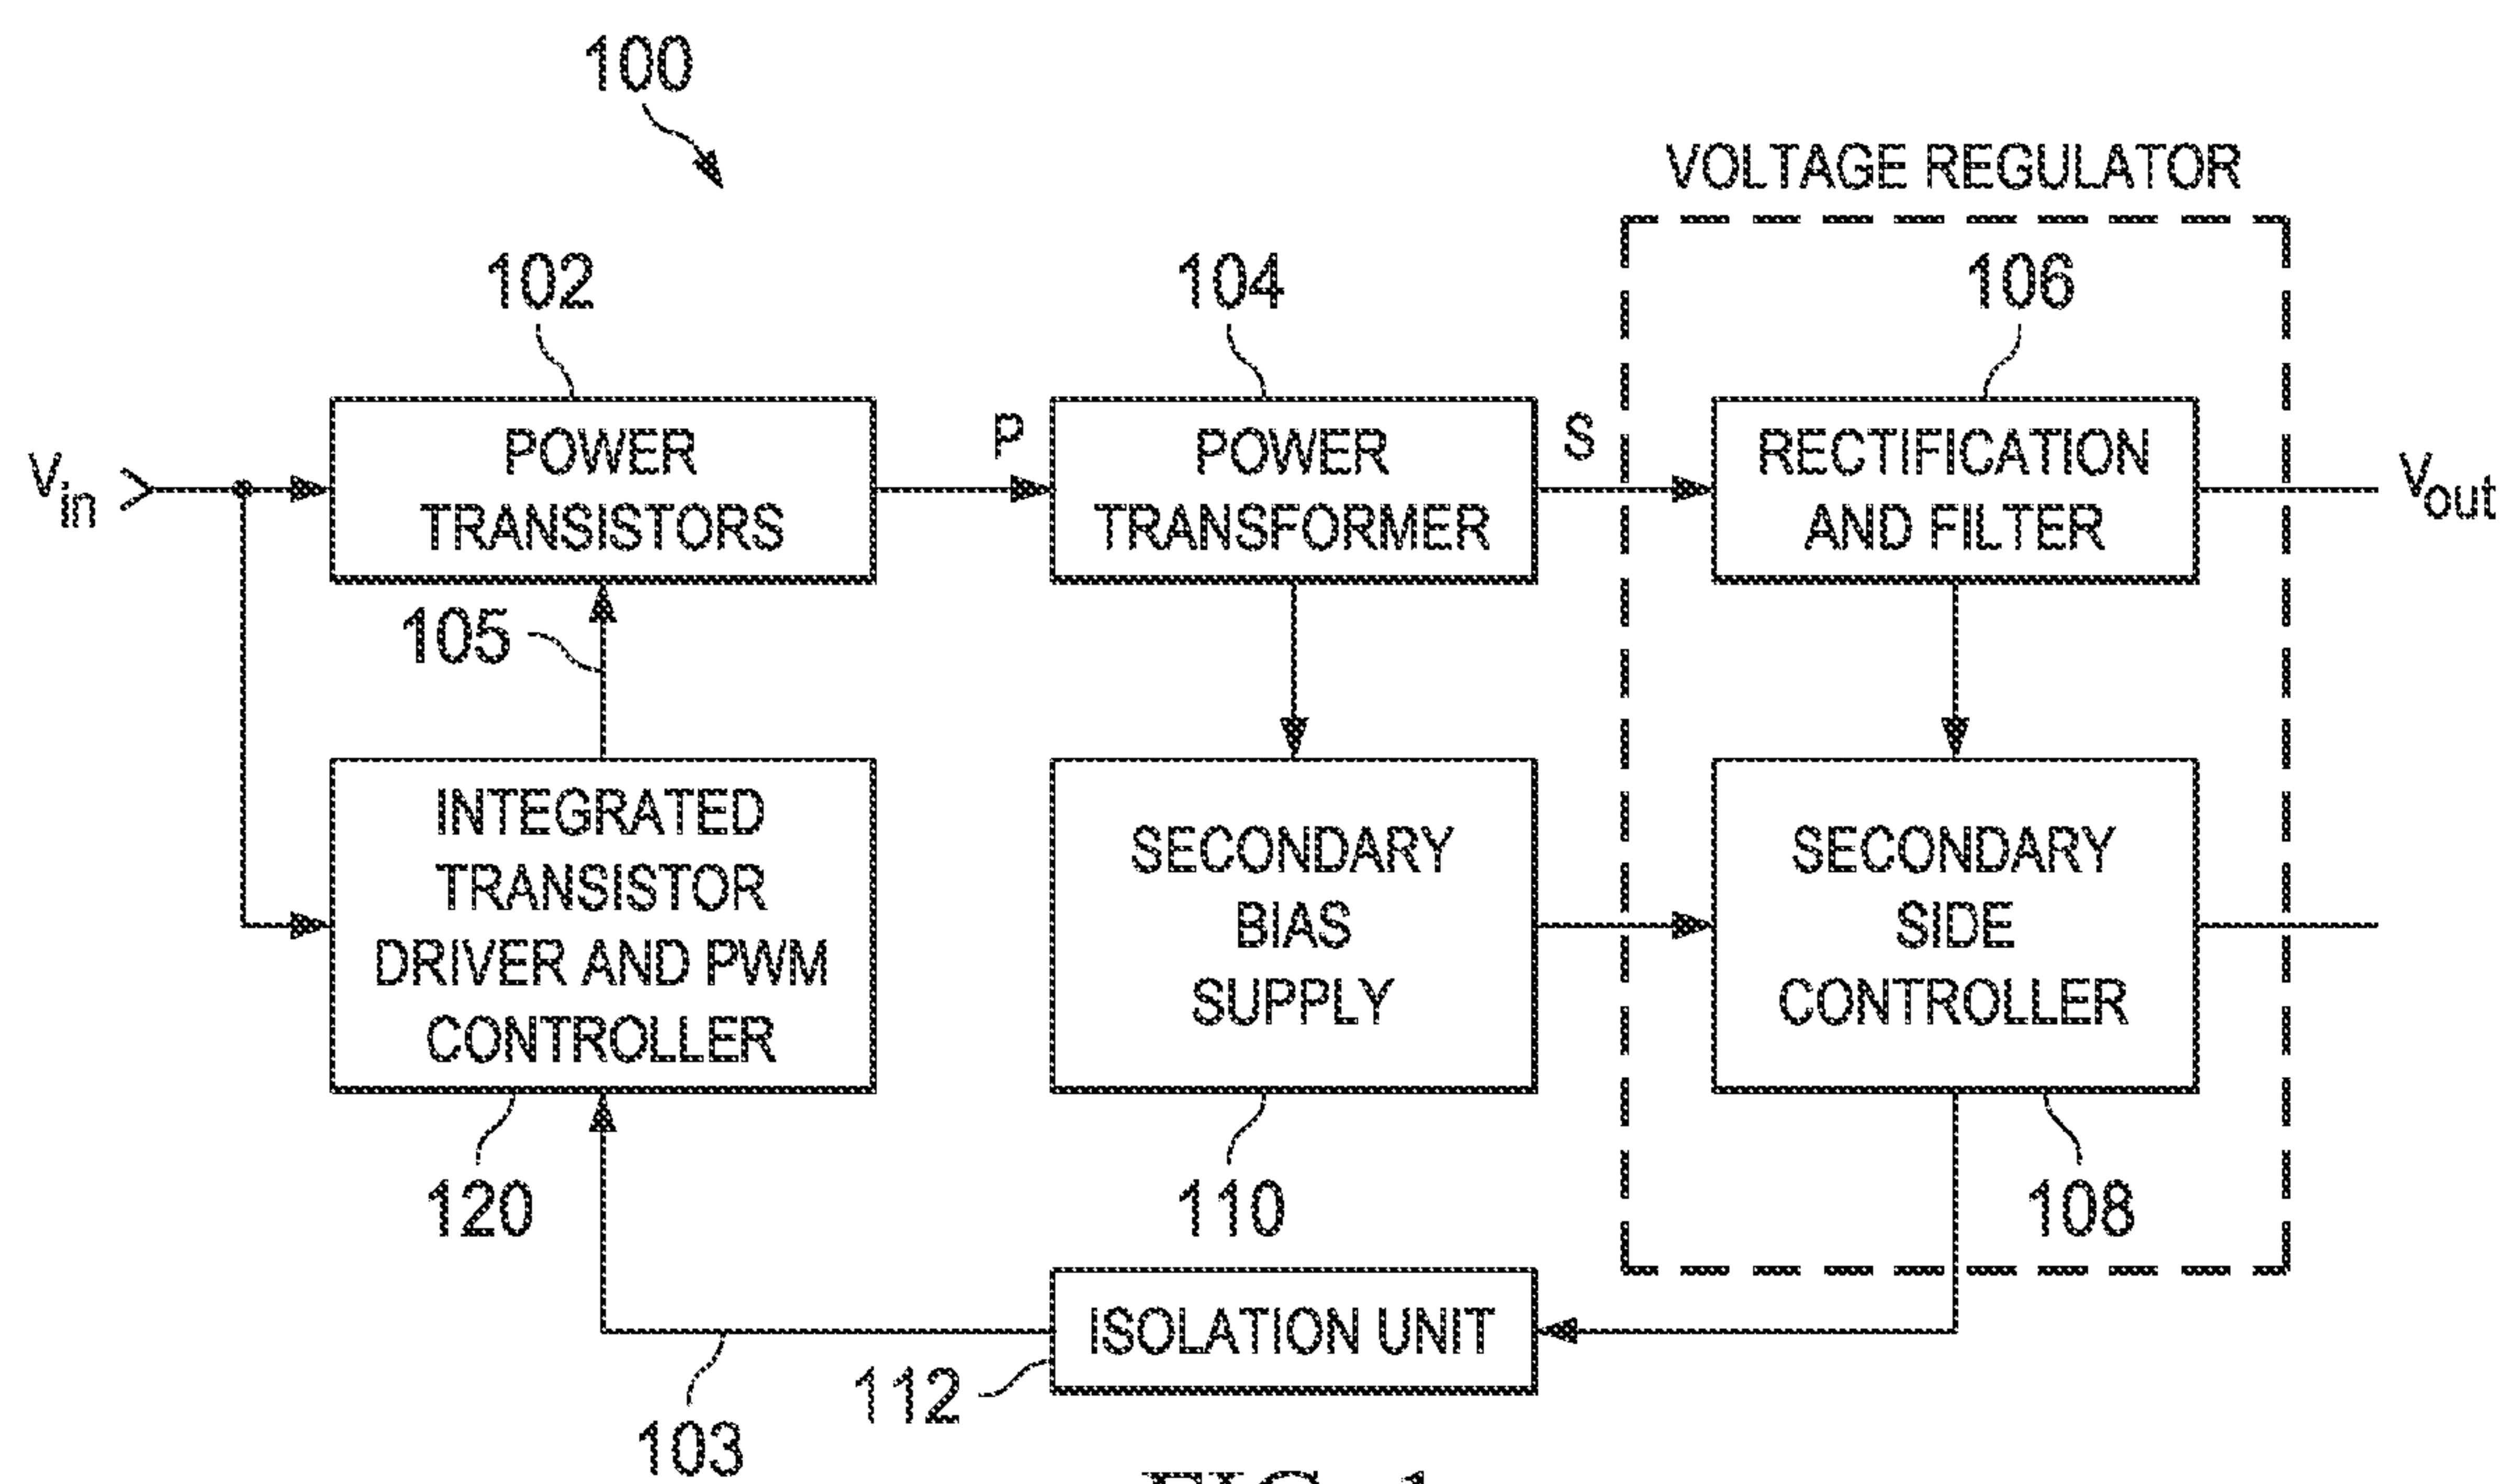 100
VOLTAGE REGULATOR
102
104
106
Vin
POWER
TRANSISTORS
P
POWER
TRANSFORMER
S
RECTIFICATION
AND FILTER
Vout
105
INTEGRATED
TRANSISTOR
DRIVER AND PWM
CONTROLLER
SECONDARY
BIAS
SUPPLY
SECONDARY
SIDE
CONTROLLER
120
110
108
ISOLATION UNIT
112
103